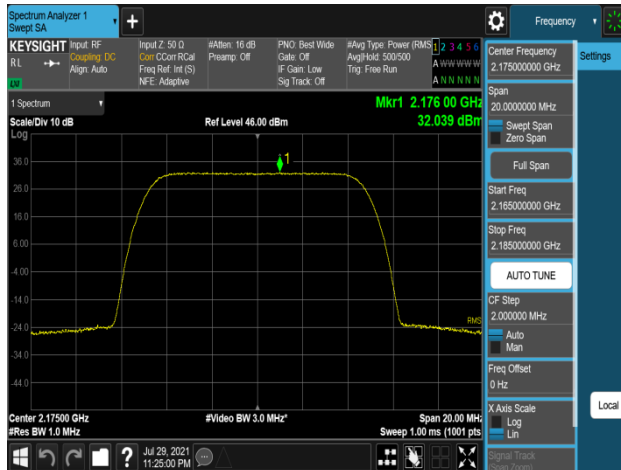 Spectrum Analyzer 1
Swept SA
+
Frequency
KEYSIGHT
RL
Input: RF
Coupling: DC
Align: Auto
Input Z: 50 Ω
Corr CCorr RCal
Freq Ref: Int (S)
NFE: Adaptive
#Atten: 16 dB
Preamp: Off
PNO: Best Wide
Gate: Off
IF Gain: Low
Sig Track: Off
#Avg Type: Power (RMS
Avg|Hold: 500/500
Trig: Free Run
1 2 3 4 5 6
A W W W W W
A N N N N N
1 Spectrum
Scale/Div 10 dB
Ref Level 46.00 dBm
Mkr1 2.176 00 GHz
32.039 dBm
Log
36.0
26.0
16.0
6.00
-4.00
-14.0
-24.0
-34.0
-44.0
1
RMS
Center 2.17500 GHz
#Res BW 1.0 MHz
#Video BW 3.0 MHz*
Span 20.00 MHz
Sweep 1.00 ms (1001 pts)
Jul 29, 2021
11:25:00 PM
?
Center Frequency
2.175000000 GHz
Settings
Span
20.0000000 MHz
Swept Span
Zero Span
Full Span
Start Freq
2.165000000 GHz
Stop Freq
2.185000000 GHz
AUTO TUNE
CF Step
2.000000 MHz
Auto
Man
Freq Offset
0 Hz
X Axis Scale
Log
Lin
Local
Signal Track
(Span Zoom)